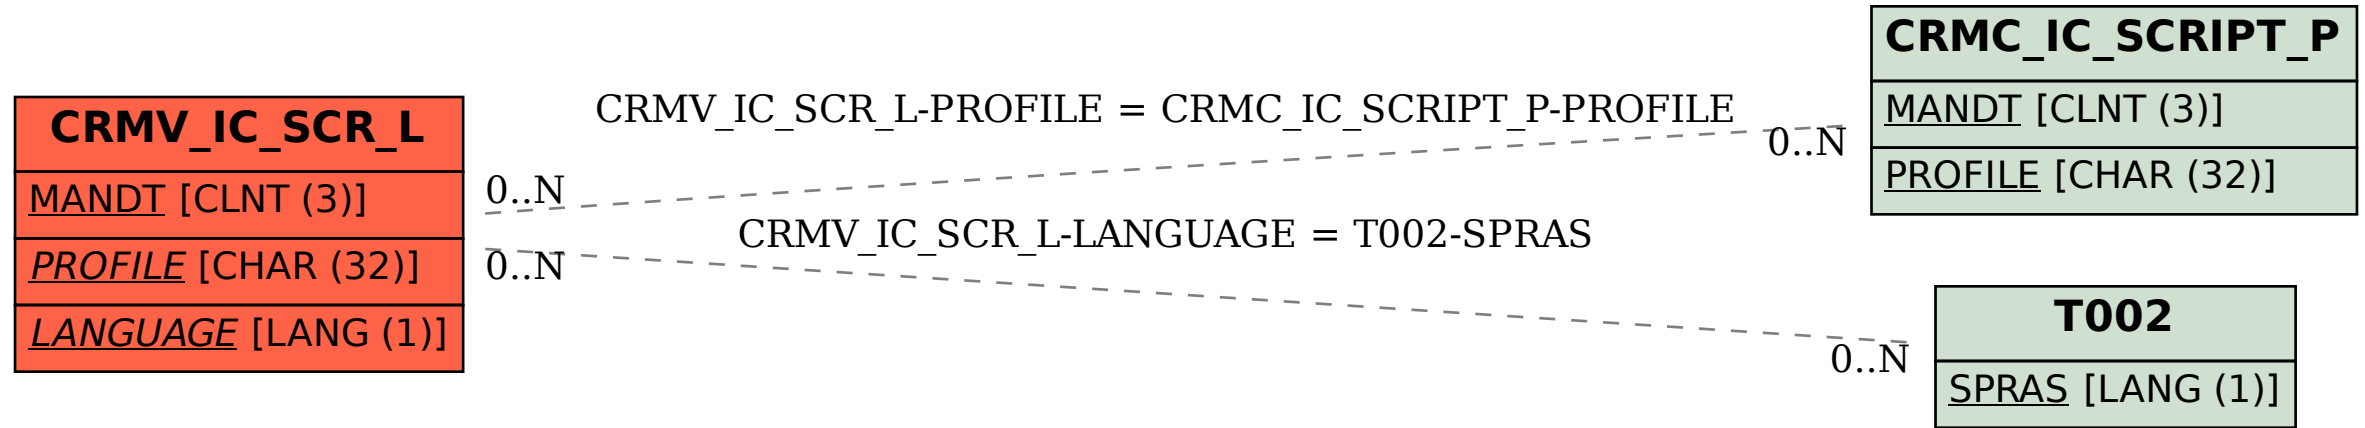 CRMV_IC_SCR_L
MANDT [CLNT (3)]
PROFILE [CHAR (32)]
LANGUAGE [LANG (1)]
CRMV_IC_SCR_L-PROFILE = CRMC_IC_SCRIPT_P-PROFILE
0..N
0..N
CRMV_IC_SCR_L-LANGUAGE = T002-SPRAS
0..N
0..N
CRMC_IC_SCRIPT_P
MANDT [CLNT (3)]
PROFILE [CHAR (32)]
T002
SPRAS [LANG (1)]